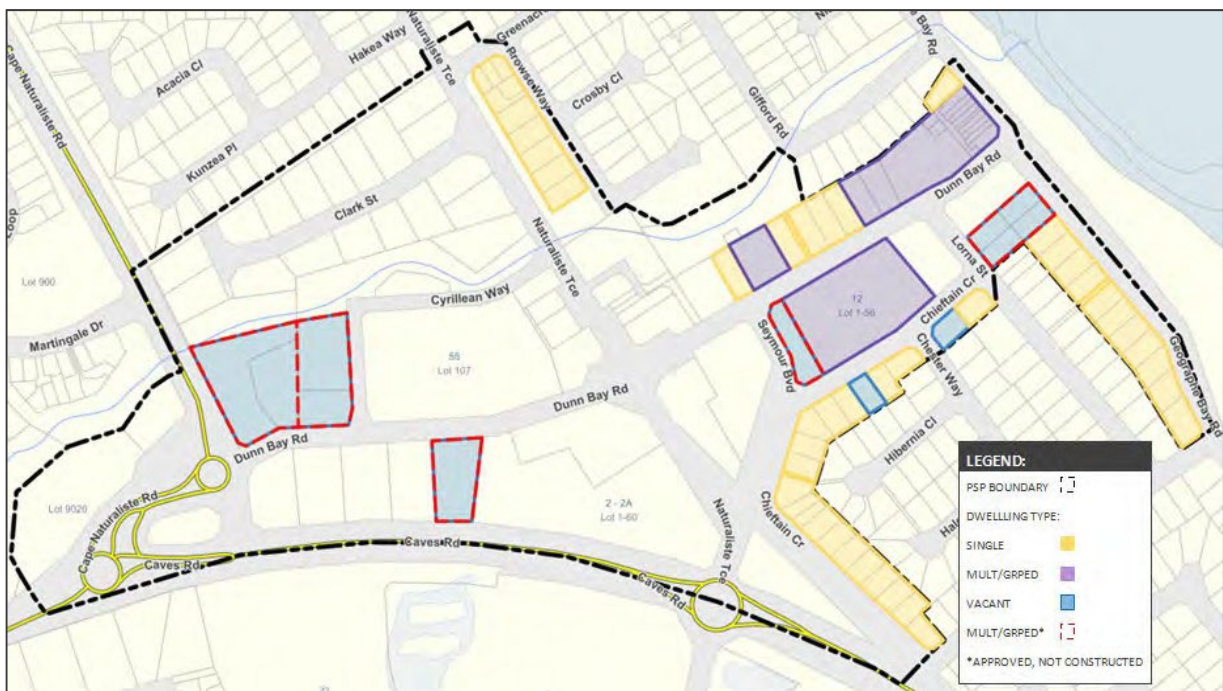 Cape Naturaliste Rd
Acacia Cl
Hakea Way
Naturaliste Tce
Greenacre
Browse Way
Crosby Cl
Gifford Rd
Bay Rd
Kunzea Pl
Clark St
Dunn Bay Rd
Loop
Lot 900
Martingale Dr
Cyrillean Way
Naturaliste Tce
Lorna St
Chieftain Cr
12
Lot 1-56
Seymour Blvd
Chester Way
Geographe Bay Rd
55
Lot 107
Dunn Bay Rd
Dunn Bay Rd
Hibernia Cl
Lot 9020
Cape Naturaliste Rd
2 - 2A
Lot 1-60
Naturaliste Tce
Chieftain Cr
Caves Rd
Caves Rd
Caves Rd
LEGEND:
PSP BOUNDARY
DWELLLING TYPE:
SINGLE
MULT/GRPED
VACANT
MULT/GRPED*
*APPROVED, NOT CONSTRUCTED